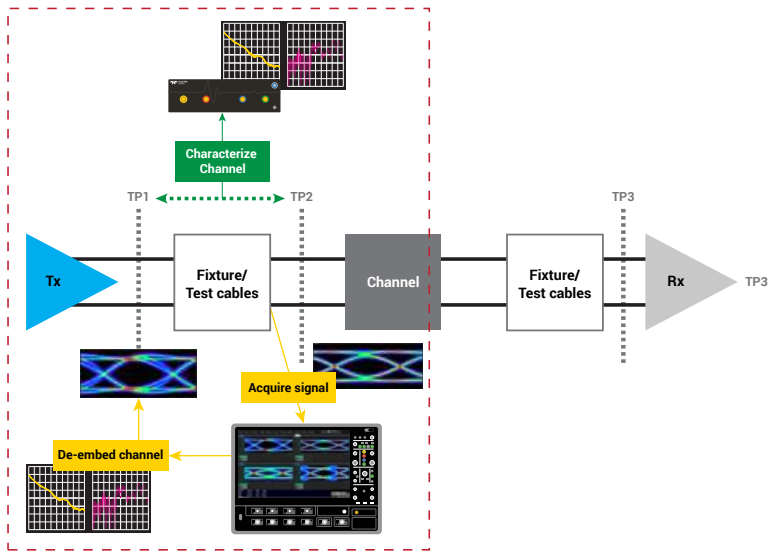 Characterize
Channel
TP1
TP2
TP3
Tx
Fixture/
Test cables
Channel
Fixture/
Test cables
Rx
TP3
Acquire signal
De-embed channel